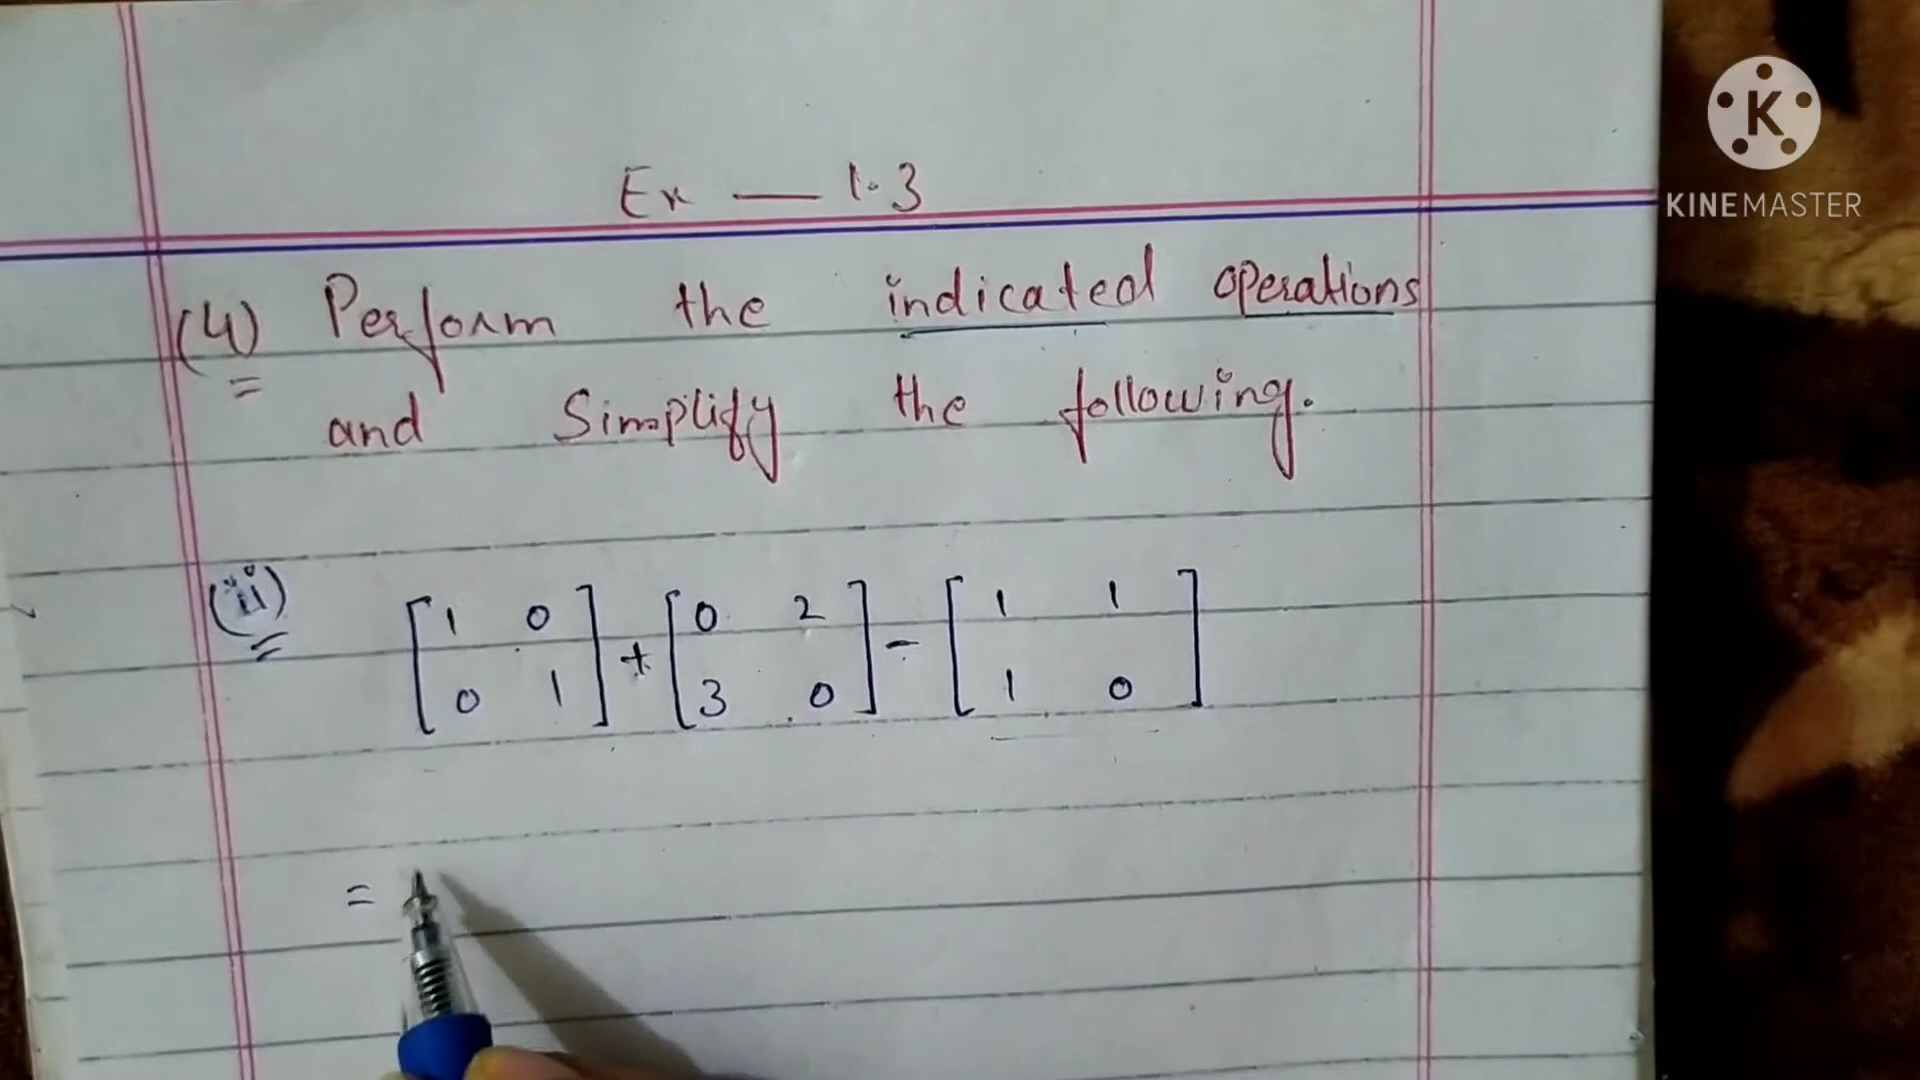 Ex — 1.3
K
KINEMASTER
(4) Perform the indicated operations
and Simplify the following.
(ii) [1 0] + [0 2] - [1 1]
[0 1] [3 0] [1 0]
=